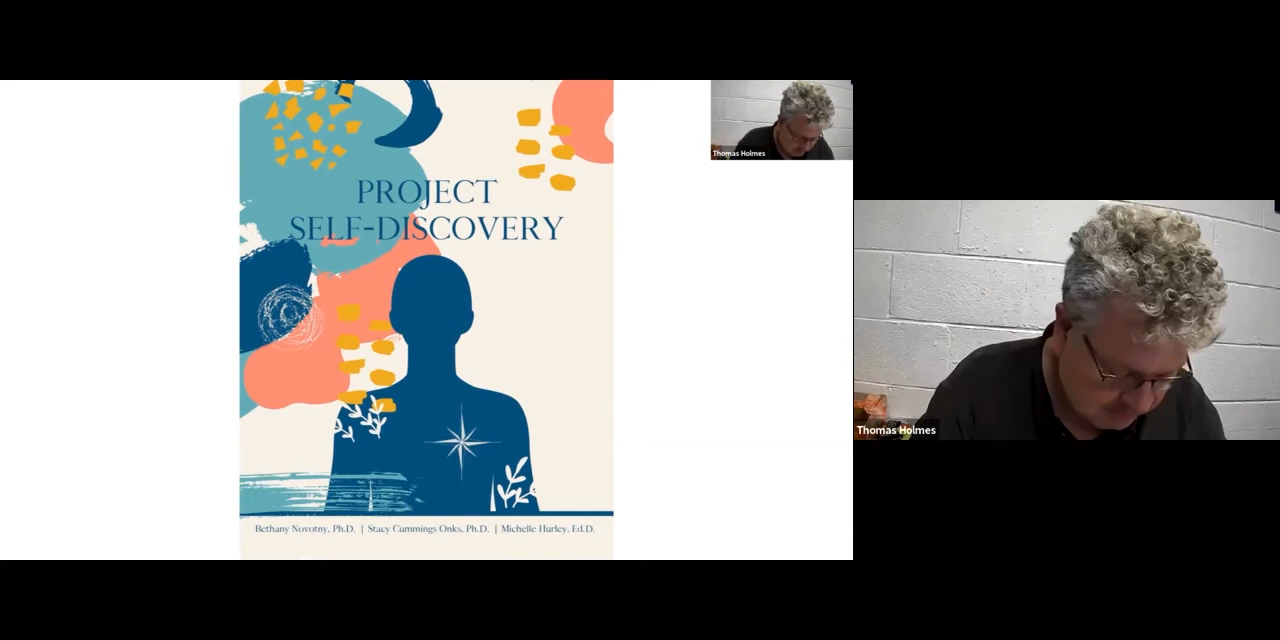 PROJECT
SELF-DISCOVERY
Bethany Novotny, Ph.D. | Stacy Cummings Onks, Ph.D. | Michelle Hurley, Ed.D.
Thomas Holmes
Thomas Holmes